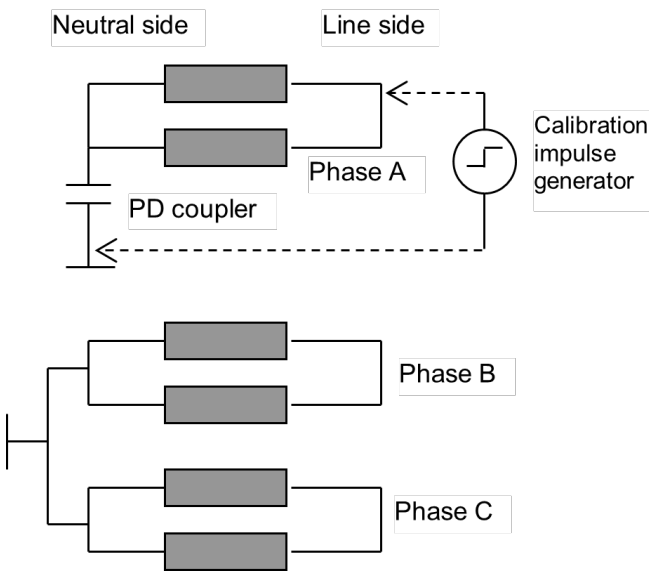 Neutral side
Line side
Calibration
impulse
generator
Phase A
PD coupler
Phase B
Phase C